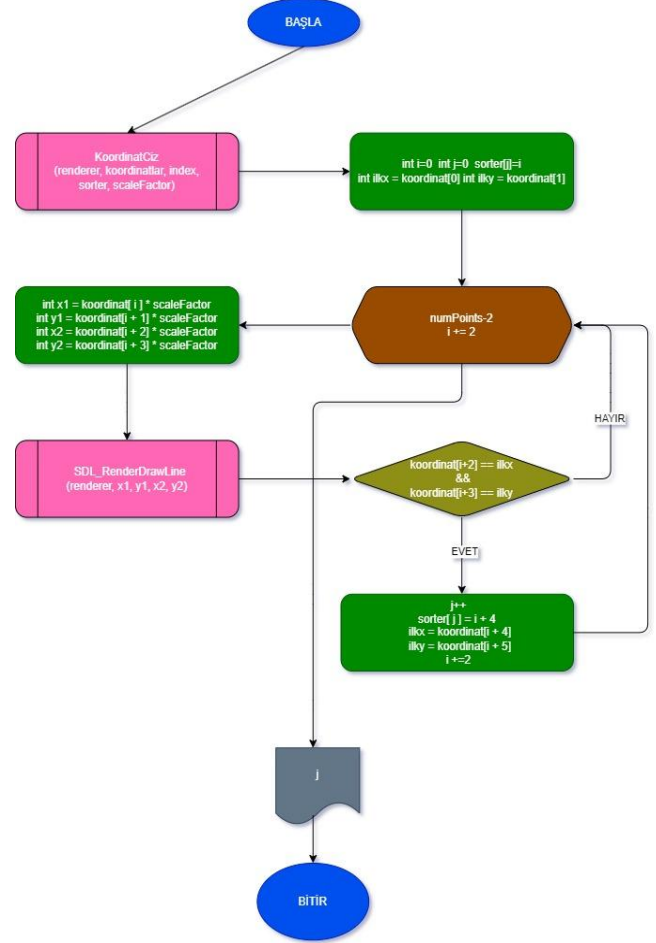 BAŞLA
KoordinatCiz
(renderer, koordinatlar, index,
sorter, scaleFactor)
int i=0 int j=0 sorter[j]=i
int ilkx = koordinat[0] int ilky = koordinat[1]
numPoints-2
i += 2
int x1 = koordinat[ i ] * scaleFactor
int y1 = koordinat[i + 1] * scaleFactor
int x2 = koordinat[i + 2] * scaleFactor
int y2 = koordinat[i + 3] * scaleFactor
SDL_RenderDrawLine
(renderer, x1, y1, x2, y2)
koordinat[i+2] == ilkx
&&
koordinat[i+3] == ilky
HAYIR
EVET
j++
sorter[ j ] = i + 4
ilkx = koordinat[i + 4]
ilky = koordinat[i + 5]
i +=2
j
BİTİR